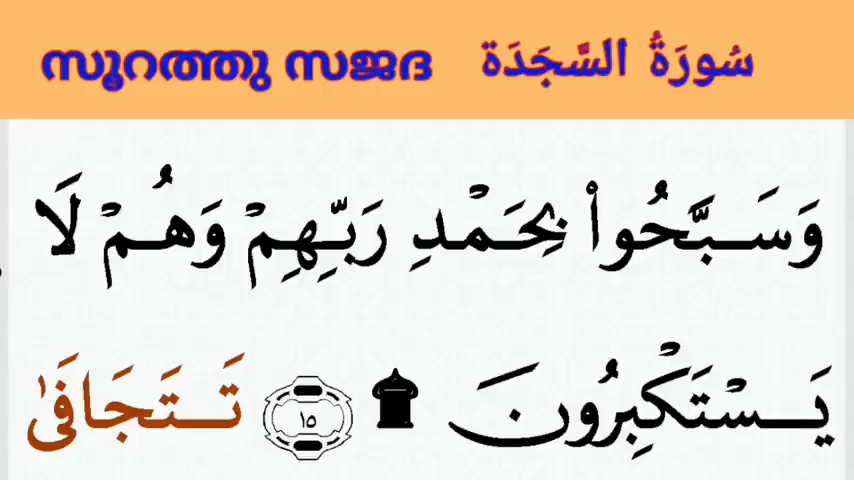 സൂറത്തു സജദ سُورَةُ السَّجَدَة
وَسَبَّحُوا۟ بِحَمْدِ رَبِّهِمْ وَهُمْ لَا
يَسْتَكْبِرُونَ ۩ ١٥ تَتَجَافَىٰ